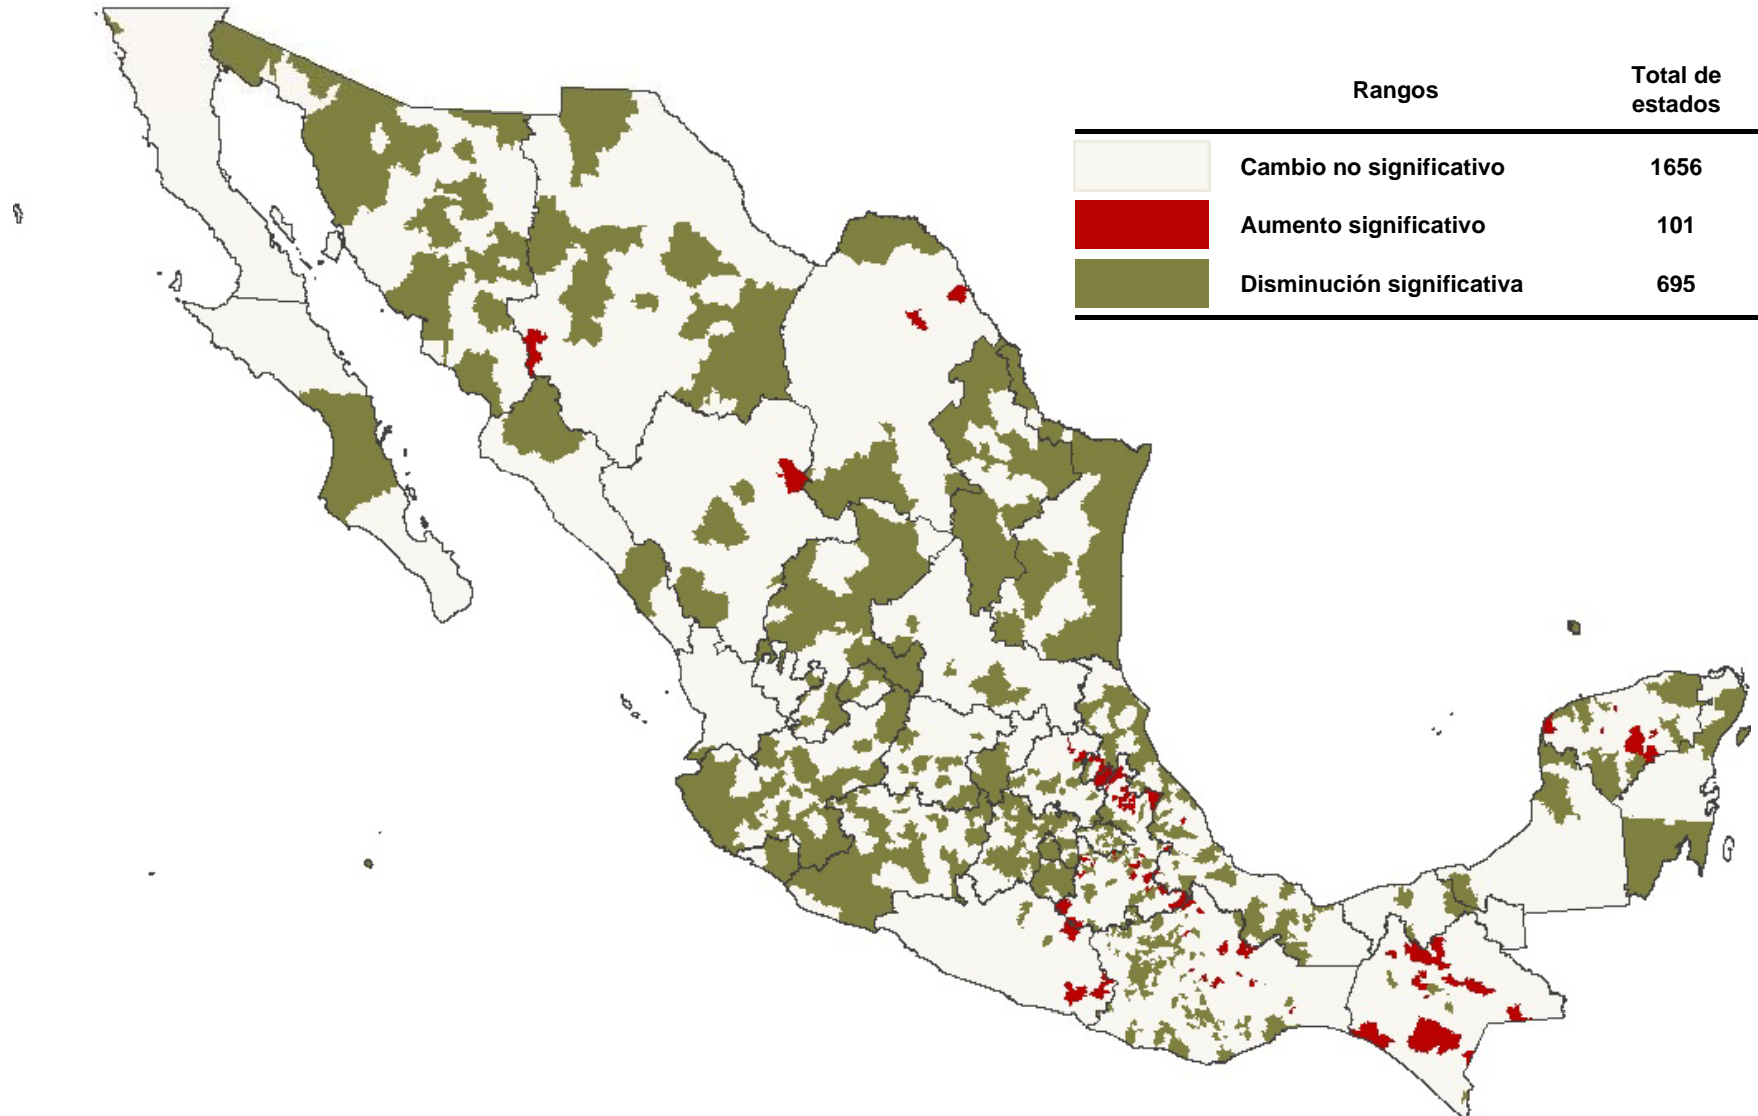 Rangos Total de
estados
Cambio no significativo 1656
Aumento significativo 101
Disminución significativa 695